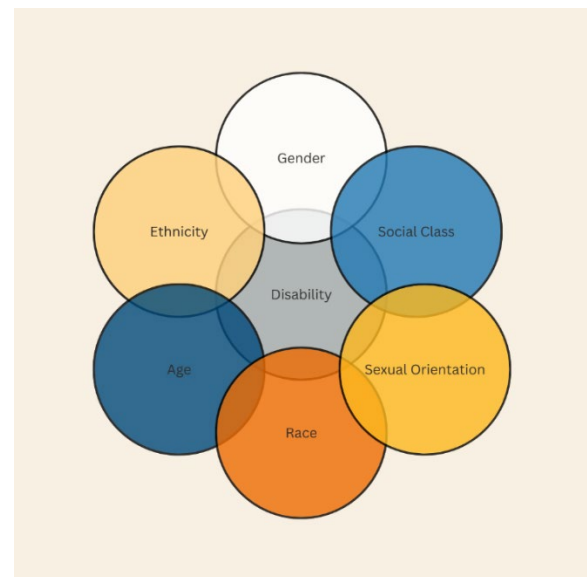 Gender
Ethnicity
Social Class
Disability
Age
Sexual Orientation
Race